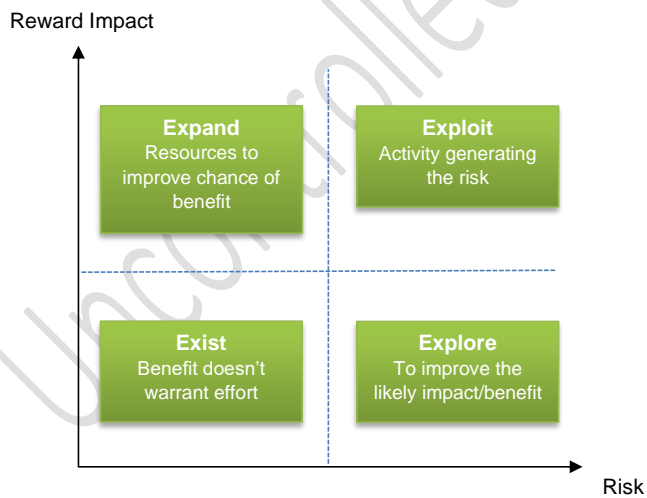 Reward Impact
Uncontrolled
Expand
Resources to
improve chance of
benefit
Exploit
Activity generating
the risk
Exist
Benefit doesn't
warrant effort
Explore
To improve the
likely impact/benefit
Risk